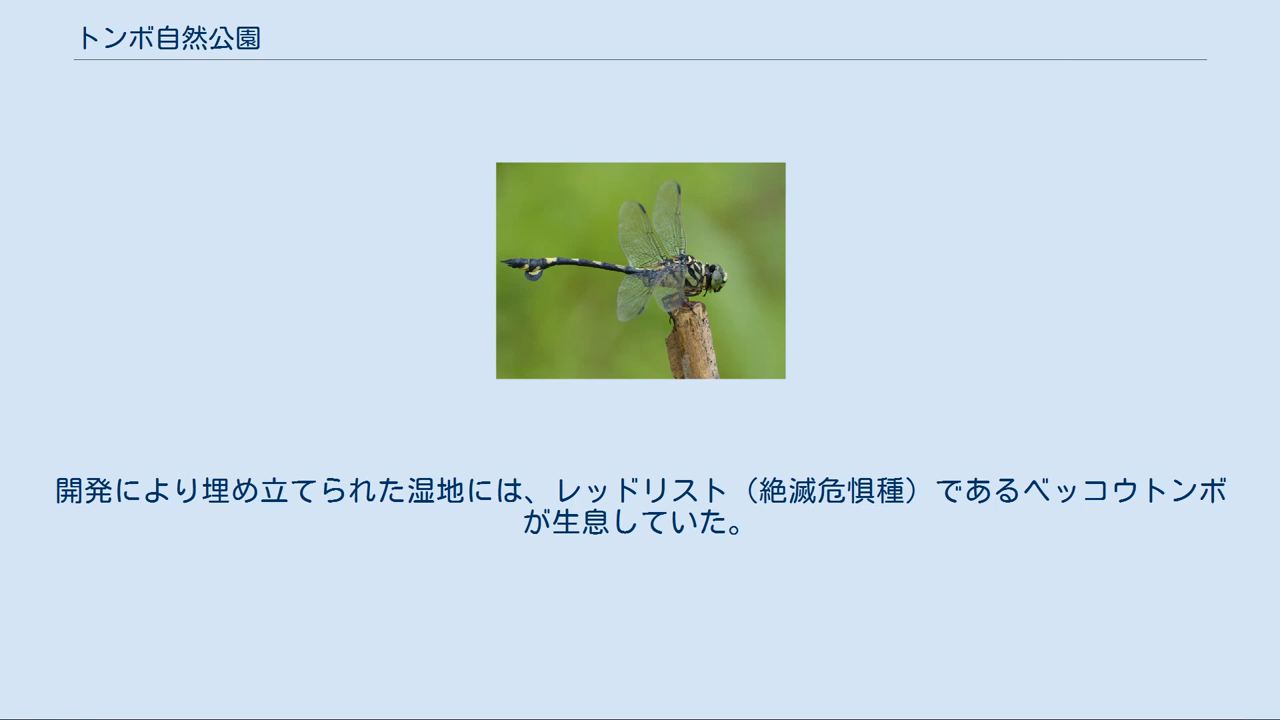 トンボ自然公園
開発により埋め立てられた湿地には、レッドリスト（絶滅危惧種）であるベッコウトンボ
が生息していた。